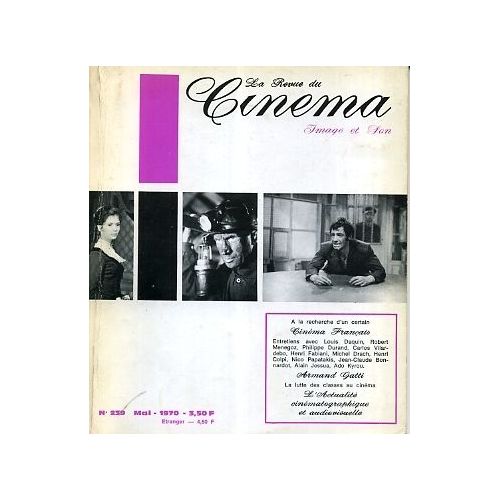 La Revue du
Cinema
Image et Son
A la recherche d'un certain
Cinéma Français
Entretiens avec Louis Daquin, Robert
Menegoz, Philippe Durand, Carlos Vilar-
debo, Henri Fabiani, Michel Drach, Henri
Colpi, Nico Papatakis, Jean-Claude Bon-
nardot, Alain Jessua, Ado Kyrou.
Armand Gatti
La lutte des classes au cinéma
L'Actualité
cinématographique
et audiovisuelle
N° 239 Mai - 1970 - 3,50 F
Etranger — 4,50 F